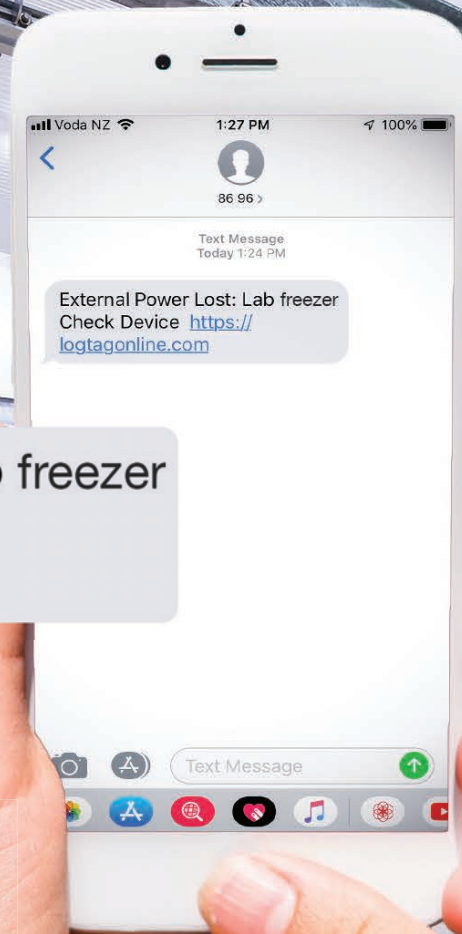 Voda NZ 1:27 PM 100%
86 96 >
Text Message
Today 1:24 PM
External Power Lost: Lab freezer
Check Device https://
logtagonline.com
freezer
Text Message